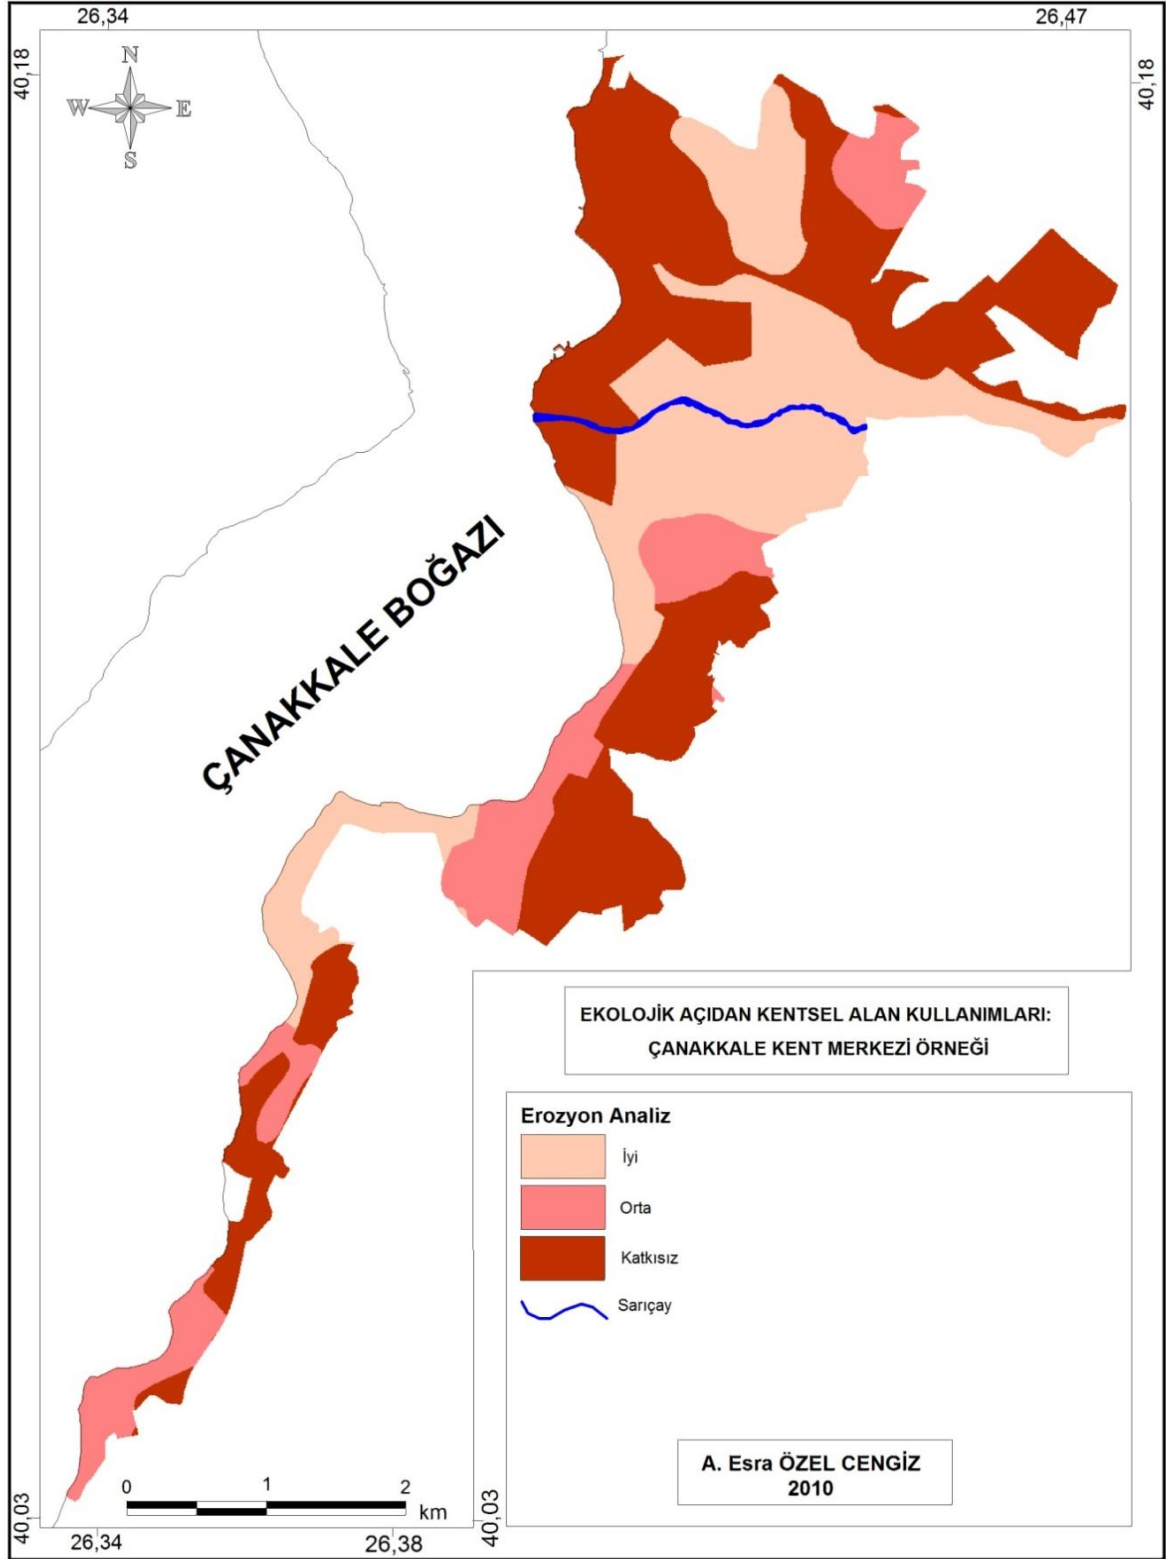 26,34
26,47
40,18
40,18
N
W
E
S
ÇANAKKALE BOĞAZI
EKOLOJİK AÇIDAN KENTSEL ALAN KULLANIMLARI:
ÇANAKKALE KENT MERKEZİ ÖRNEĞİ
Erozyon Analiz
İyi
Orta
Katkısız
Sarıçay
A. Esra ÖZEL CENGİZ
2010
0
1
2
km
40,03
40,03
26,34
26,38